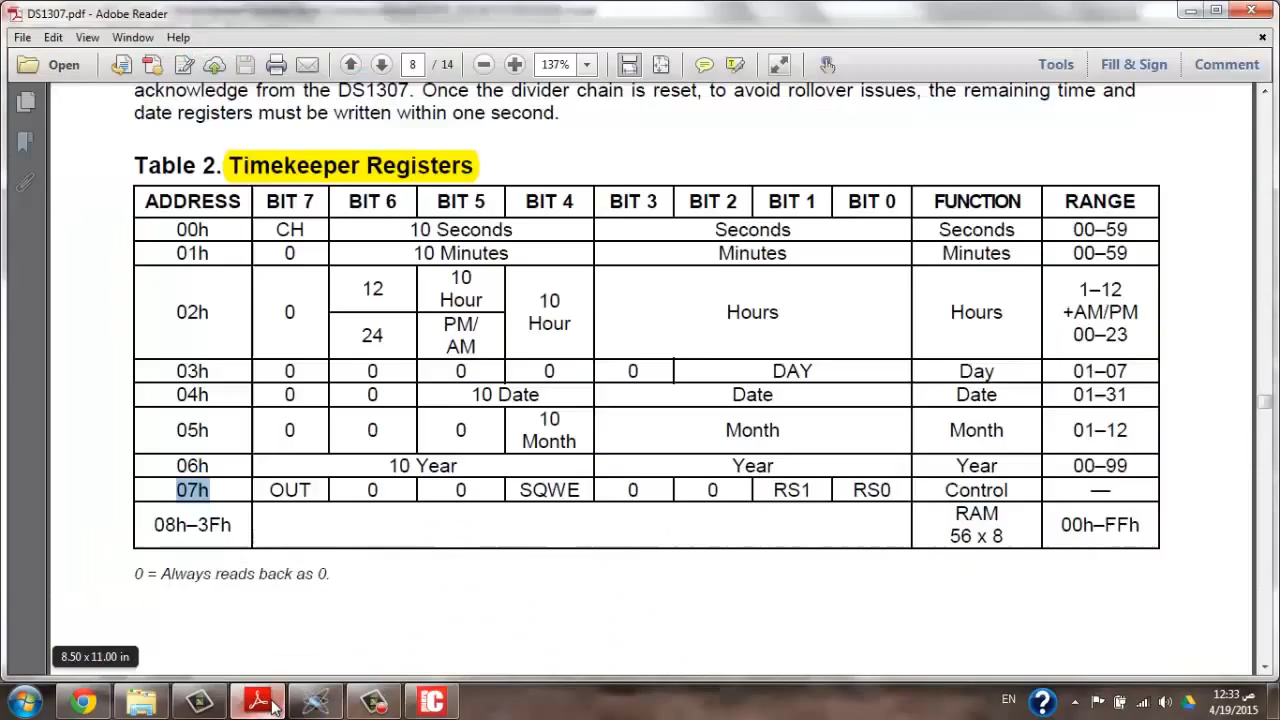 DS1307.pdf - Adobe Reader
File Edit View Window Help
Open 8 / 14 137% Tools Fill & Sign Comment
acknowledge from the DS1307. Once the divider chain is reset, to avoid rollover issues, the remaining time and
date registers must be written within one second.
Table 2. Timekeeper Registers
ADDRESS BIT 7 BIT 6 BIT 5 BIT 4 BIT 3 BIT 2 BIT 1 BIT 0 FUNCTION RANGE
00h CH 10 Seconds Seconds Seconds 00–59
01h 0 10 Minutes Minutes Minutes 00–59
02h 0 12 10 Hour 10 Hour Hours Hours 1–12 +AM/PM 00–23
24 PM/ AM
03h 0 0 0 0 0 DAY Day 01–07
04h 0 0 10 Date Date Date 01–31
05h 0 0 0 10 Month Month Month 01–12
06h 10 Year Year Year 00–99
07h OUT 0 0 SQWE 0 0 RS1 RS0 Control —
08h–3Fh RAM 56 x 8 00h–FFh
0 = Always reads back as 0.
8.50 x 11.00 in
EN 12:33 ص
4/19/2015